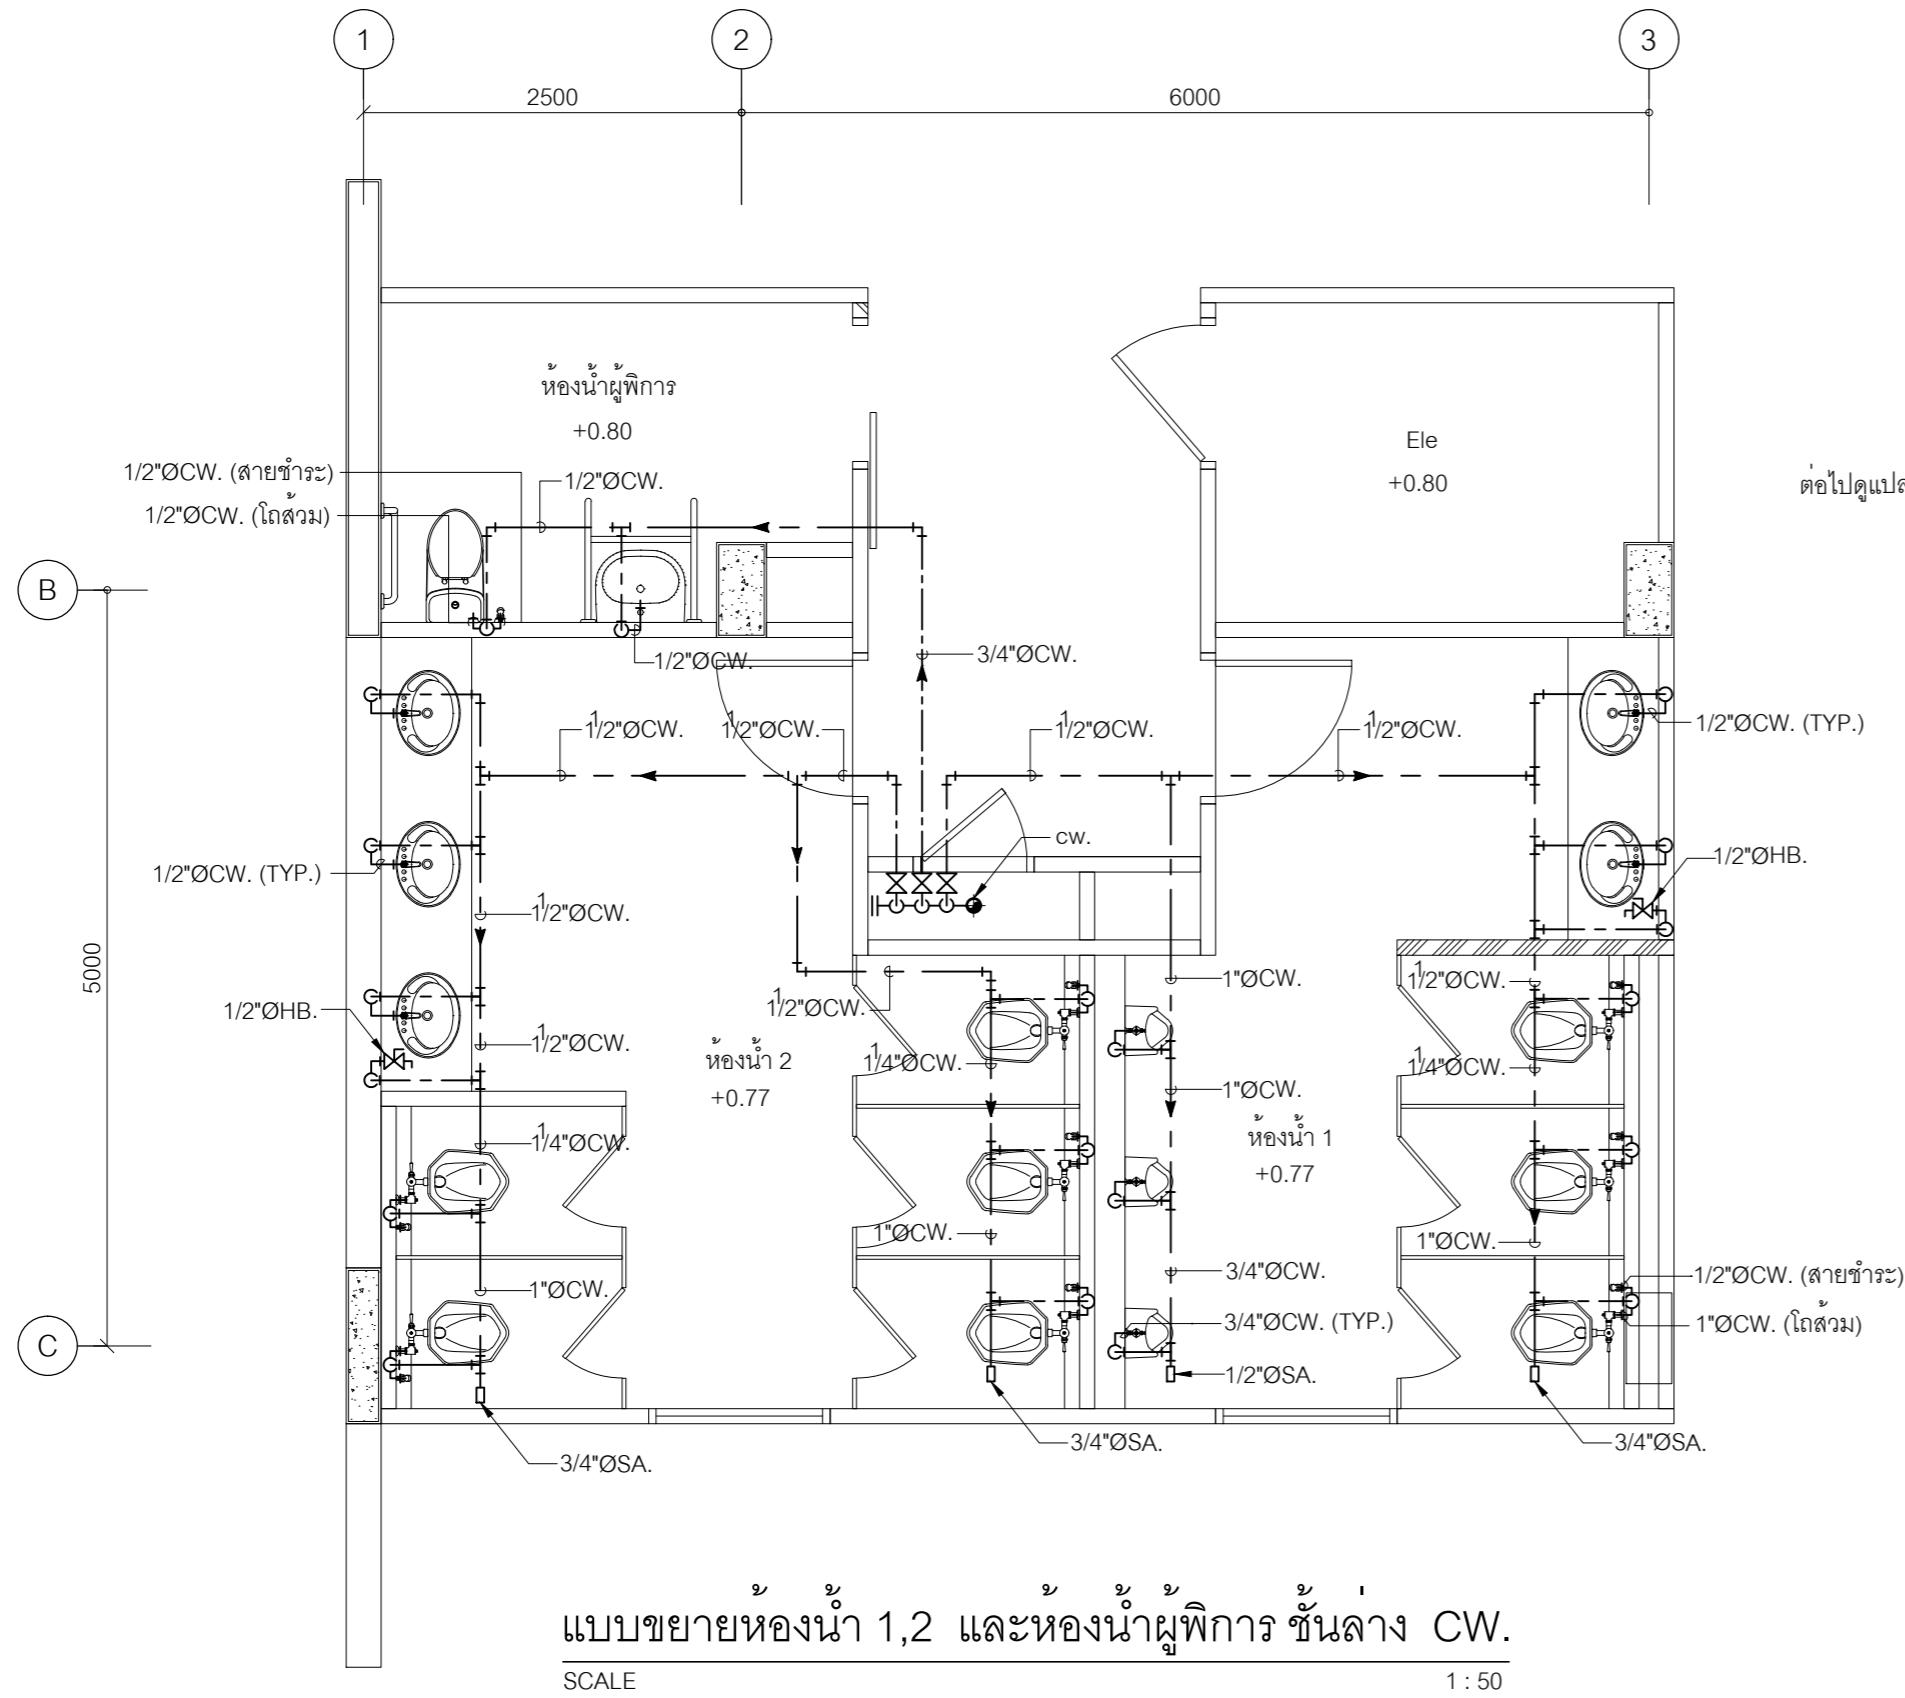 1
2
3
2500
6000
ห้องน้ำผู้พิการ
+0.80
Ele
+0.80
1/2"ØCW. (สายชำระ)
1/2"ØCW.
1/2"ØCW. (โถส้วม)
ต่อไปดูแปล
B
1/2"ØCW.
3/4"ØCW.
1 1/2"ØCW.
1 1/2"ØCW.
1 1/2"ØCW.
1 1/2"ØCW.
1/2"ØCW. (TYP.)
CW.
1/2"ØCW. (TYP.)
1/2"ØHB.
1 1/2"ØCW.
5000
1"ØCW.
1 1/2"ØCW.
1/2"ØHB.
1 1/2"ØCW.
1 1/2"ØCW.
ห้องน้ำ 2
+0.77
1 1/4"ØCW.
1 1/4"ØCW.
1"ØCW.
ห้องน้ำ 1
+0.77
1 1/4"ØCW.
1"ØCW.
1"ØCW.
1"ØCW.
3/4"ØCW.
1/2"ØCW. (สายชำระ)
3/4"ØCW. (TYP.)
1"ØCW. (โถส้วม)
C
1/2"ØSA.
3/4"ØSA.
3/4"ØSA.
3/4"ØSA.
แบบขยายห้องน้ำ 1,2 และห้องน้ำผู้พิการ ชั้นล่าง CW.
SCALE 1 : 50